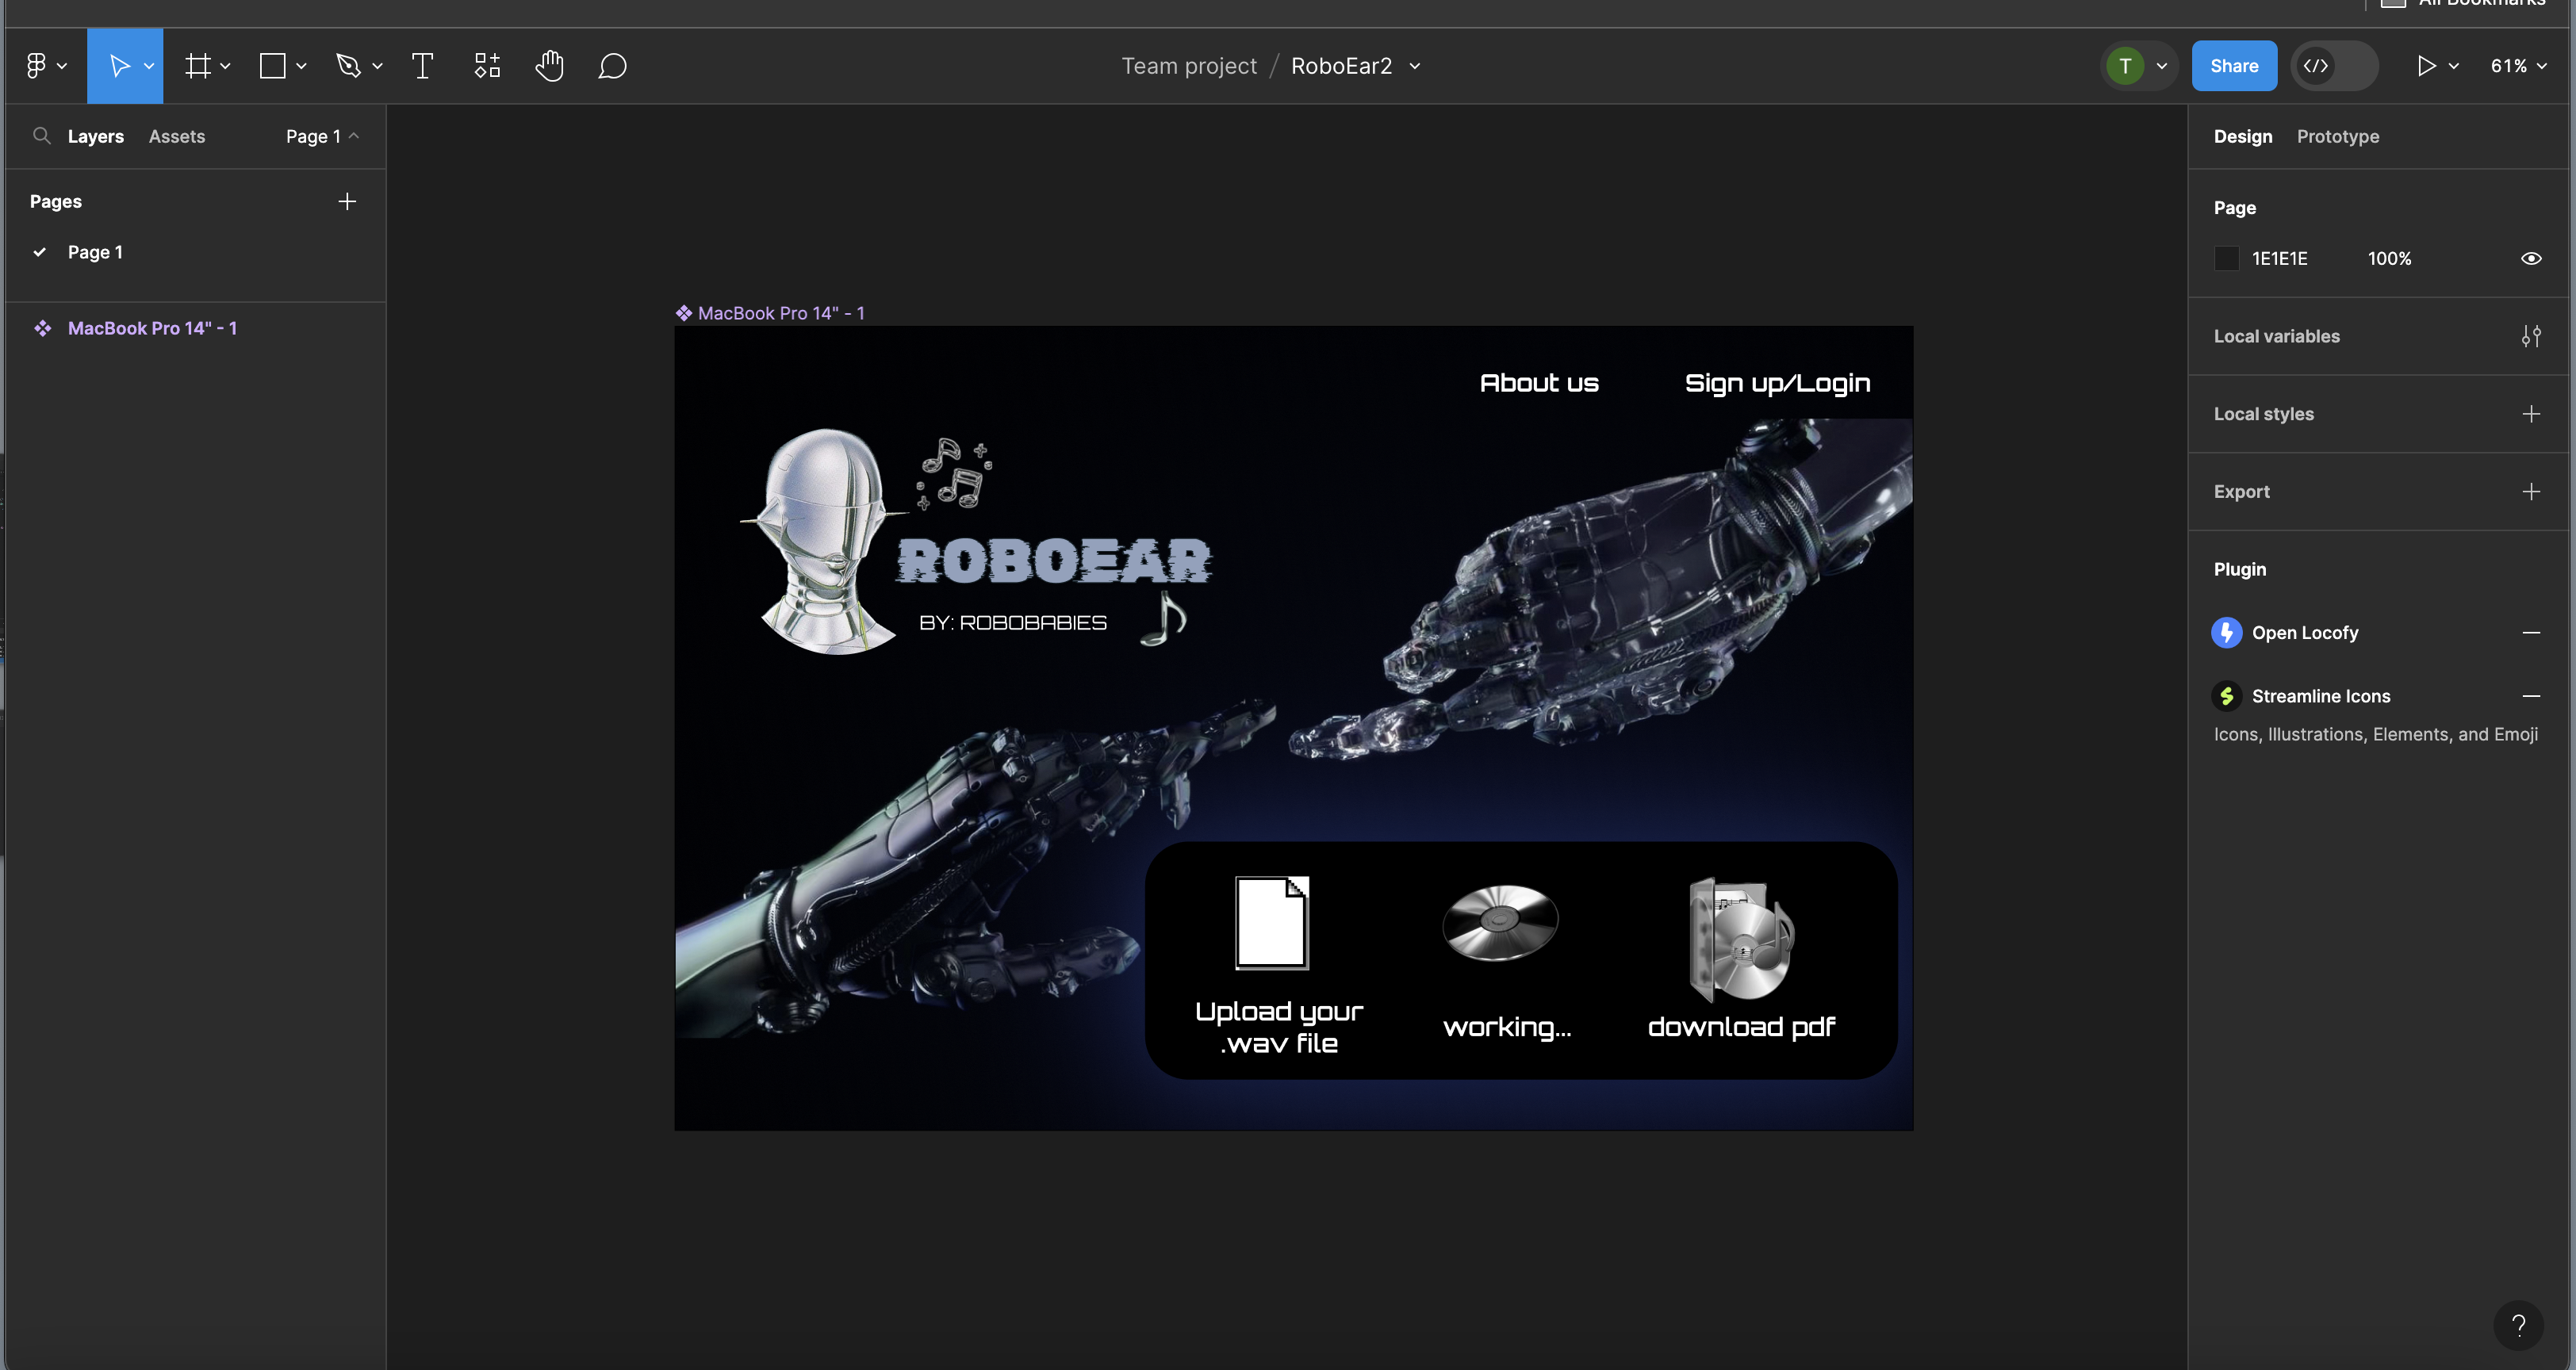 All Bookmarks
Team project / RoboEar2
T
Share
61%
Layers Assets Page 1
Pages
Page 1
MacBook Pro 14" - 1
MacBook Pro 14" - 1
About us Sign up/Login
ROBOEAR
BY: ROBOBABIES
Upload your
.wav file
working...
download pdf
Design Prototype
Page
1E1E1E 100%
Local variables
Local styles
Export
Plugin
Open Locofy
Streamline Icons
Icons, Illustrations, Elements, and Emoji
?